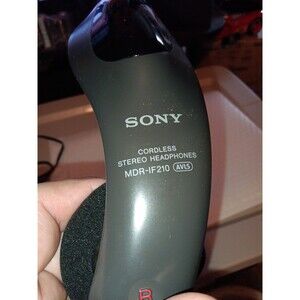 SONY
CORDLESS
STEREO HEADPHONES
MDR-IF210 AVLS
R